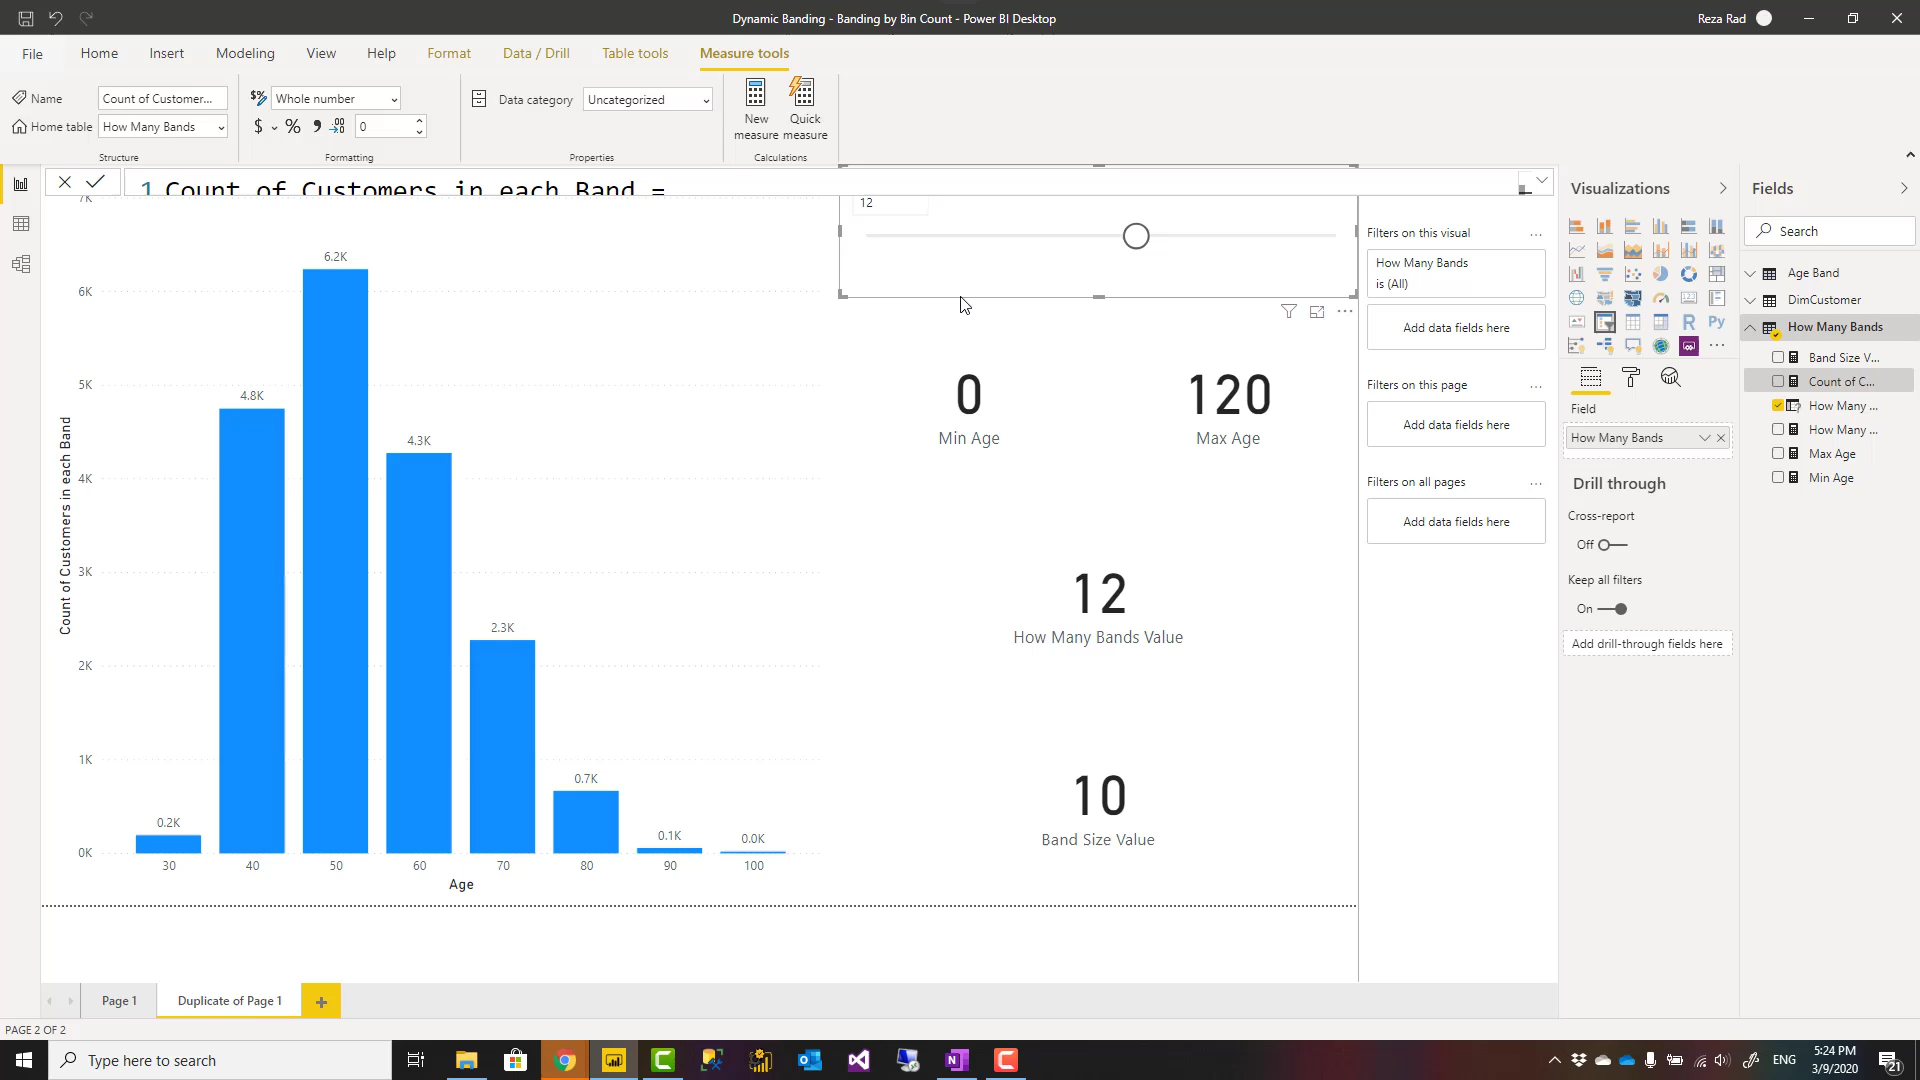 Dynamic Banding - Banding by Bin Count - Power BI Desktop
Reza Rad
File
Home
Insert
Modeling
View
Help
Format
Data / Drill
Table tools
Measure tools
Name
Count of Customer...
Home table
How Many Bands
Structure
$%
Whole number
$
%
0
Formatting
Data category
Uncategorized
Properties
New measure
Quick measure
Calculations
1 Count of Customers in each Band =
7K
6K
5K
4K
3K
2K
1K
0K
Count of Customers in each Band
0.2K
4.8K
6.2K
4.3K
2.3K
0.7K
0.1K
0.0K
30
40
50
60
70
80
90
100
Age
12
0
Min Age
120
Max Age
12
How Many Bands Value
10
Band Size Value
Filters on this visual
...
How Many Bands
is (All)
Add data fields here
Filters on this page
...
Add data fields here
Filters on all pages
...
Add data fields here
Visualizations
R
Py
...
Field
How Many Bands
Drill through
Cross-report
Off
Keep all filters
On
Add drill-through fields here
Fields
Search
Age Band
DimCustomer
How Many Bands
Band Size V...
Count of C...
How Many ...
How Many ...
Max Age
Min Age
Page 1
Duplicate of Page 1
+
PAGE 2 OF 2
Type here to search
ENG
5:24 PM
3/9/2020
21